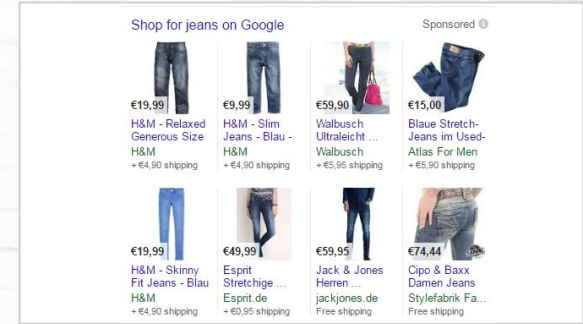 Shop for jeans on Google
Sponsored
€19,99
€9,99
€59,90
€15,00
H&M - Relaxed
Generous Size
H&M
+ €4,90 shipping
H&M - Slim
Jeans - Blau -
H&M
+ €4,90 shipping
Walbusch
Ultraleicht ...
Walbusch
+ €5,95 shipping
Blaue Stretch-
Jeans im Used-
Atlas For Men
+ €5,90 shipping
€19,99
€49,99
€59,95
€74,44
H&M - Skinny
Fit Jeans - Blau
H&M
+ €4,90 shipping
Esprit
Stretchige ...
Esprit.de
+ €0,95 shipping
Jack & Jones
Herren ...
jackjones.de
Free shipping
Cipo & Baxx
Damen Jeans
Stylefabrik Fa...
Free shipping